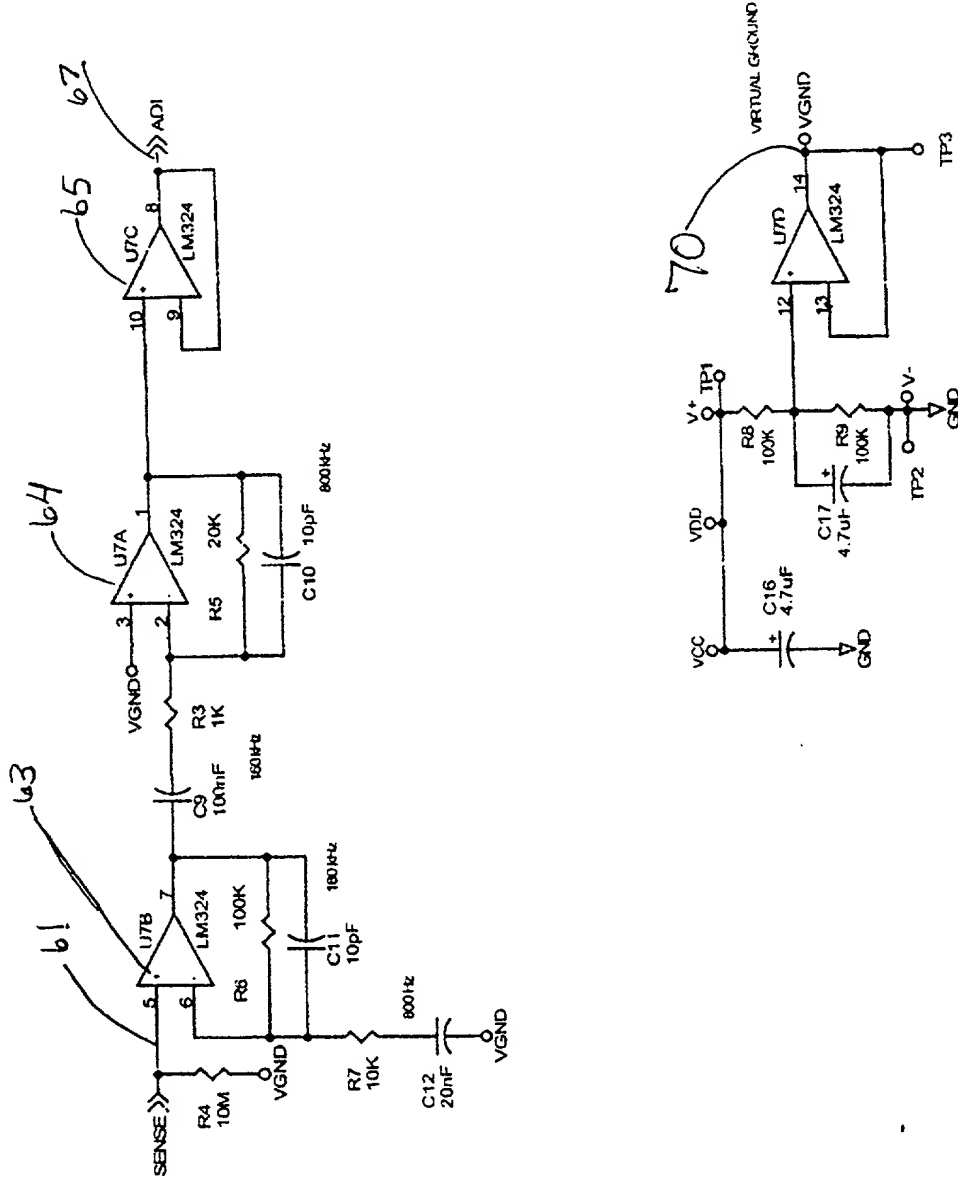 61
63
64
65
67
SENSE
R4
10M
VGND
5
6
+
-
U7B
LM324
7
R6
100K
C11
10pF
180kHz
R7
10K
800Hz
C12
20nF
VGND
C9
100nF
160kHz
R3
1K
VGND
3
2
+
-
U7A
LM324
1
R5
20K
C10
10pF
800kHz
10
9
+
-
U7C
LM324
8
ADI
VCC
C16
+
4.7uF
GND
VDD
V+
TP1
R8
100K
C17
+
4.7uF
R9
100K
TP2
V-
GND
12
13
+
-
U7D
LM324
14
70
VGND
VIRTUAL GROUND
TP3